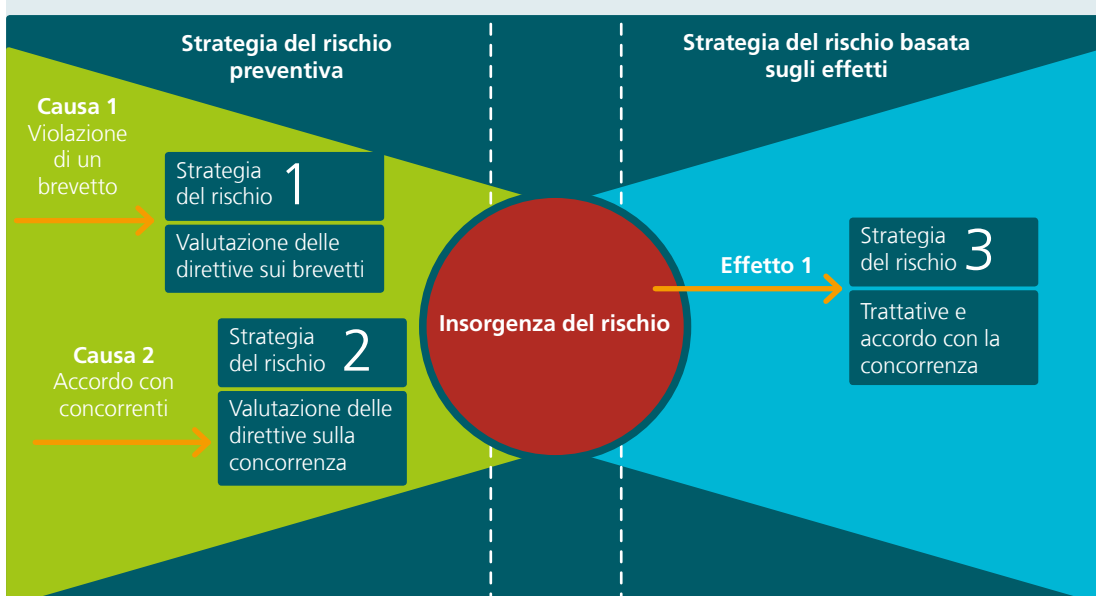 Strategia del rischio
preventiva
Strategia del rischio basata
sugli effetti
Causa 1
Violazione
di un
brevetto
Strategia
del rischio 1
Valutazione delle
direttive sui brevetti
Causa 2
Accordo con
concorrenti
Strategia
del rischio 2
Valutazione delle
direttive sulla
concorrenza
Insorgenza del rischio
Effetto 1
Strategia
del rischio 3
Trattative e
accordo con la
concorrenza